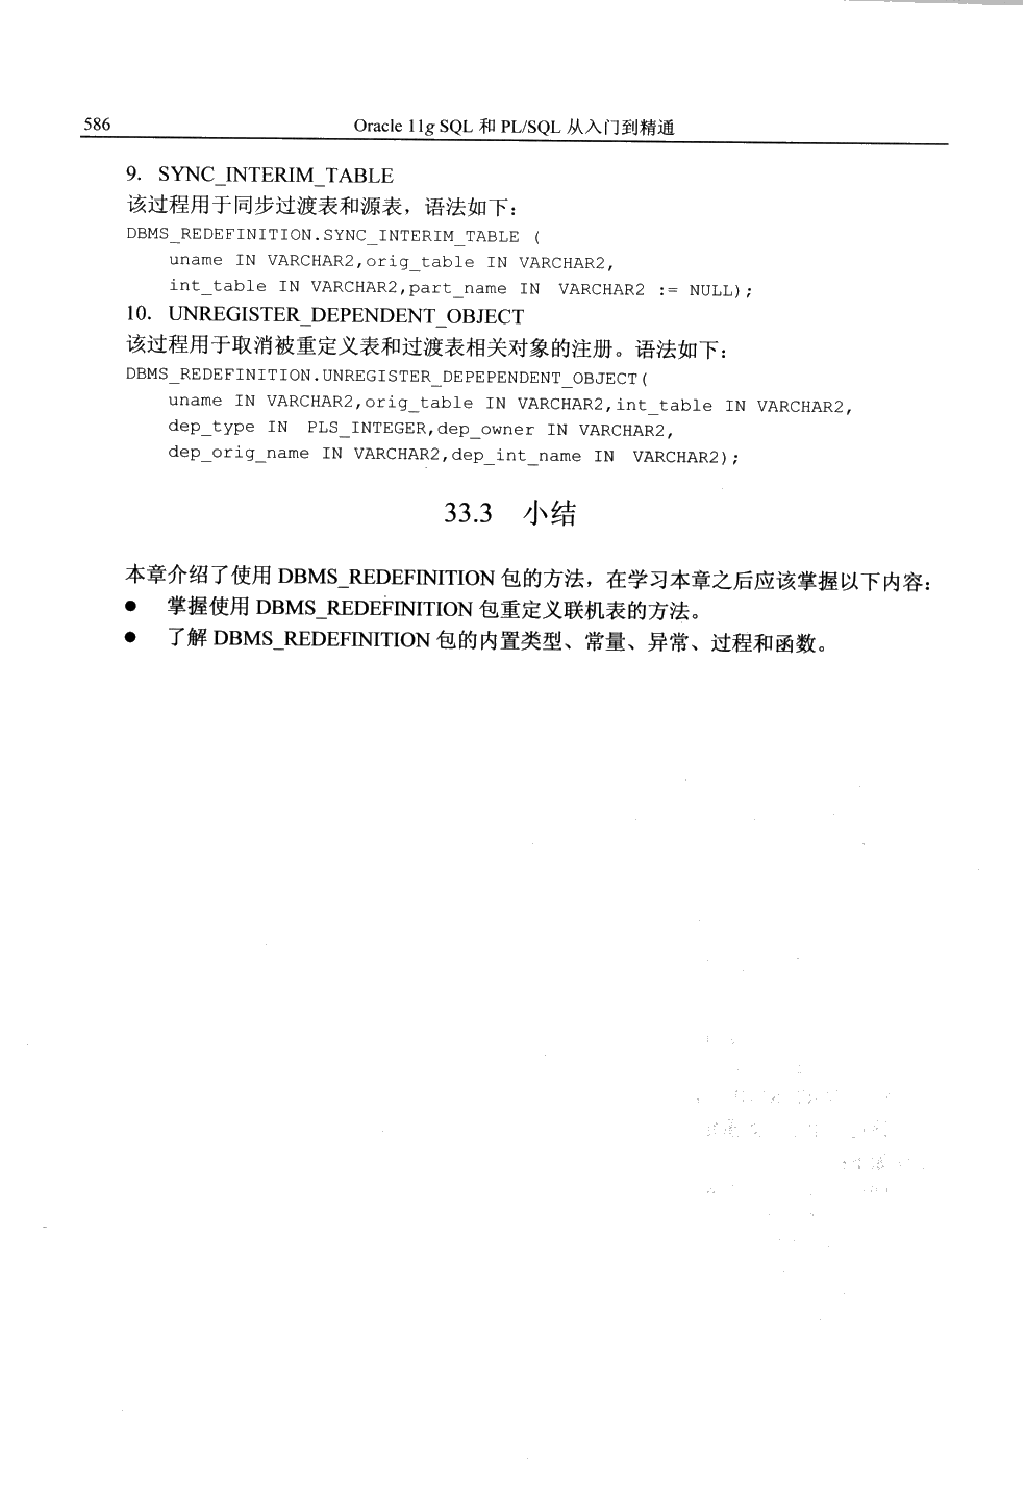 586
Oracle 11g SQL 和 PL/SQL 从入门到精通
9. SYNC_INTERIM_TABLE
该过程用于同步过渡表和源表，语法如下：
DBMS_REDEFINITION.SYNC_INTERIM_TABLE (
uname IN VARCHAR2,orig_table IN VARCHAR2,
int_table IN VARCHAR2,part_name IN VARCHAR2 := NULL);
10. UNREGISTER_DEPENDENT_OBJECT
该过程用于取消被重定义表和过渡表相关对象的注册。语法如下：
DBMS_REDEFINITION.UNREGISTER_DEPEPENDENT_OBJECT(
uname IN VARCHAR2,orig_table IN VARCHAR2,int_table IN VARCHAR2,
dep_type IN PLS_INTEGER,dep_owner IN VARCHAR2,
dep_orig_name IN VARCHAR2,dep_int_name IN VARCHAR2);
33.3 小结
本章介绍了使用 DBMS_REDEFINITION 包的方法，在学习本章之后应该掌握以下内容：
● 掌握使用 DBMS_REDEFINITION 包重定义联机表的方法。
● 了解 DBMS_REDEFINITION 包的内置类型、常量、异常、过程和函数。